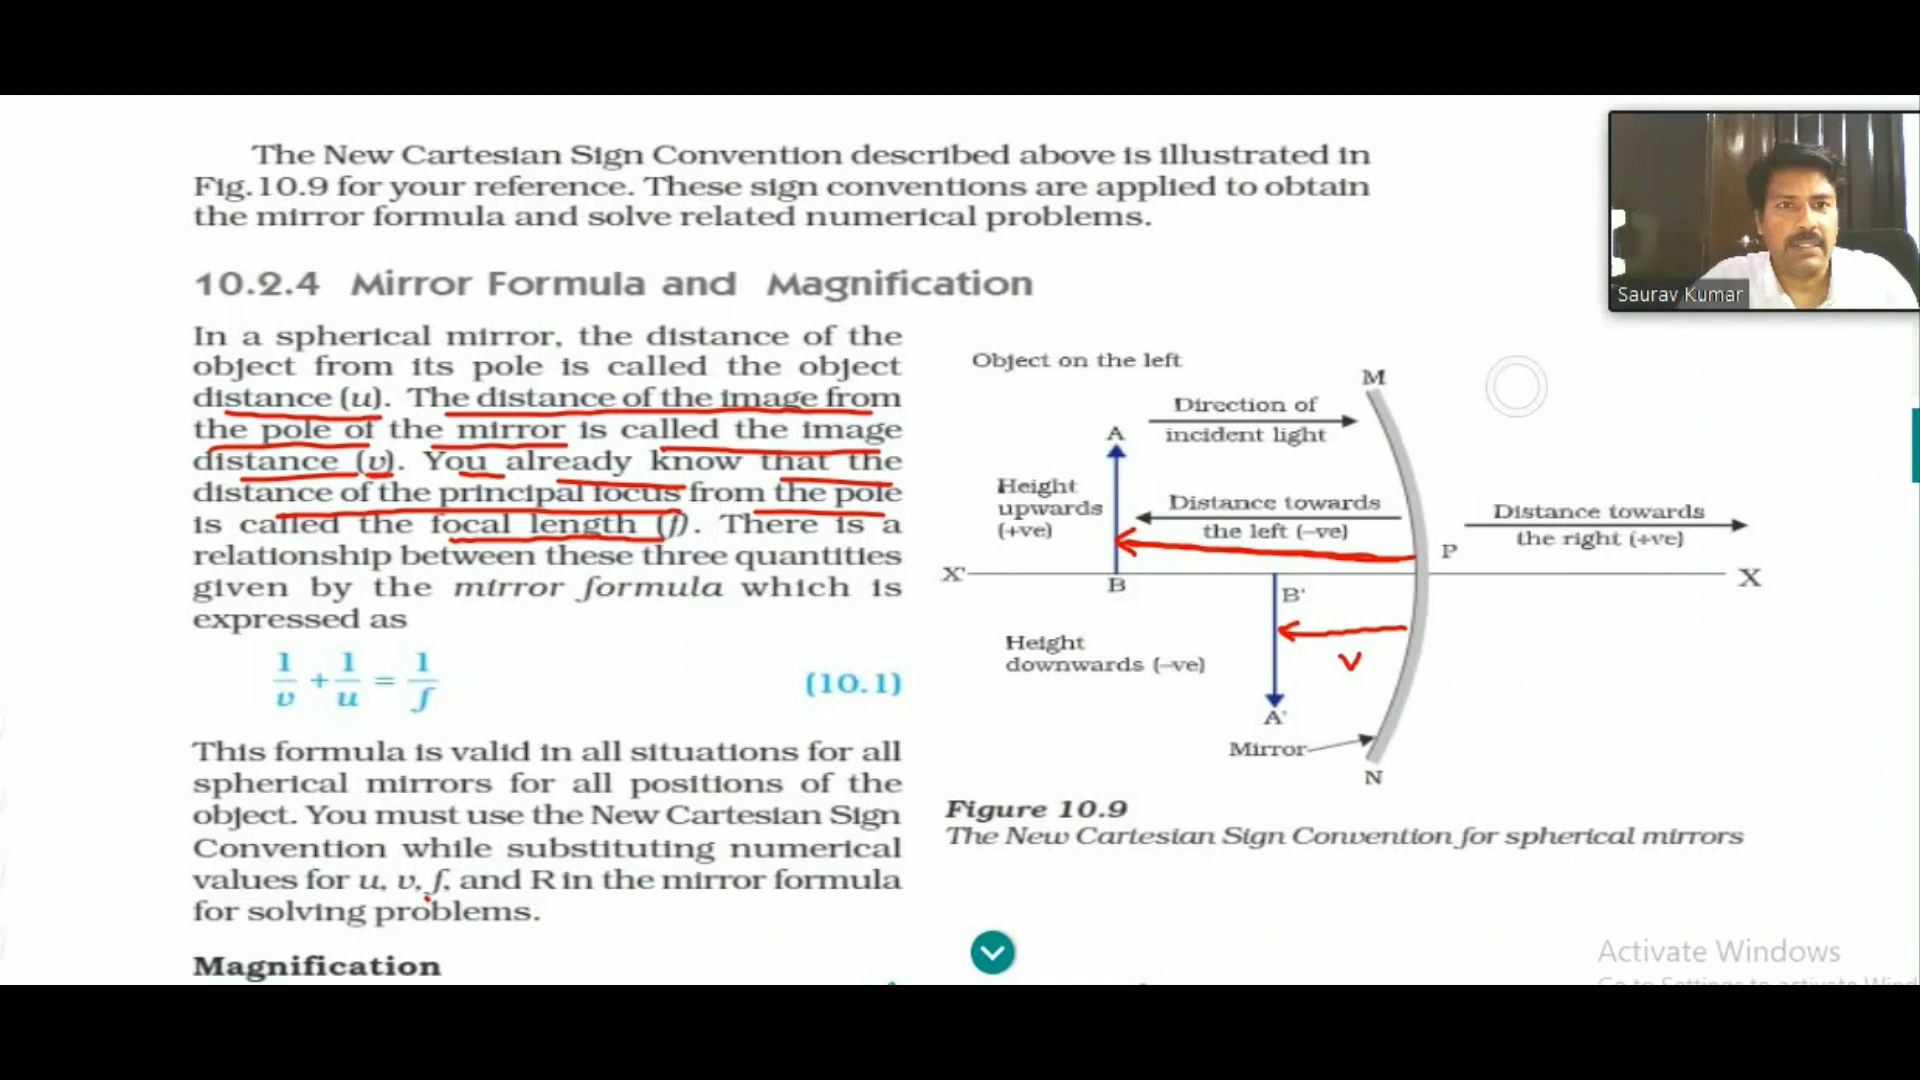 The New Cartesian Sign Convention described above is illustrated in
Fig.10.9 for your reference. These sign conventions are applied to obtain
the mirror formula and solve related numerical problems.
10.2.4 Mirror Formula and Magnification
In a spherical mirror, the distance of the
object from its pole is called the object
distance (u). The distance of the image from
the pole of the mirror is called the image
distance (v). You already know that the
distance of the principal focus from the pole
is called the focal length (f). There is a
relationship between these three quantities
given by the mirror formula which is
expressed as
1/v + 1/u = 1/f (10.1)
This formula is valid in all situations for all
spherical mirrors for all positions of the
object. You must use the New Cartesian Sign
Convention while substituting numerical
values for u, v, f, and R in the mirror formula
for solving problems.
Magnification
Saurav Kumar
Object on the left
M
Direction of
incident light
A
Height
upwards
(+ve)
Distance towards
the left (–ve)
Distance towards
the right (+ve)
P
X'
B
X
B'
Height
downwards (–ve)
v
A'
Mirror
N
Figure 10.9
The New Cartesian Sign Convention for spherical mirrors
Activate Windows